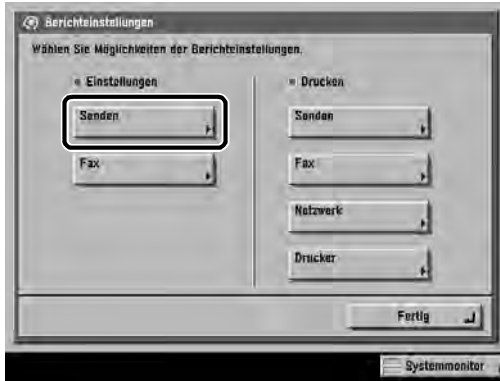 Berichteinstellungen
Wählen Sie Möglichkeiten der Berichteinstellungen.
Einstellungen
Senden
Fax
Drucken
Senden
Fax
Netzwerk
Drucker
Fertig
Systemmonitor